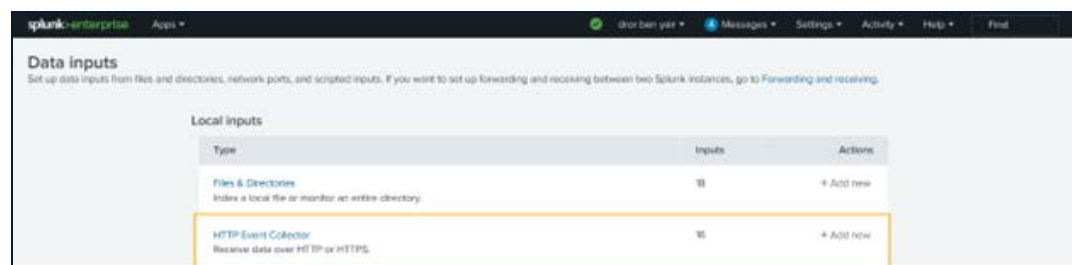 splunk>enterprise Apps ▾ dror ben yair ▾ 4 Messages ▾ Settings ▾ Activity ▾ Help ▾ Find
Data inputs
Set up data inputs from files and directories, network ports, and scripted inputs. If you want to set up forwarding and receiving between two Splunk instances, go to Forwarding and receiving.
Local inputs
Type Inputs Actions
Files & Directories 18 + Add new
Index a local file or monitor an entire directory.
HTTP Event Collector 16 + Add new
Receive data over HTTP or HTTPS.